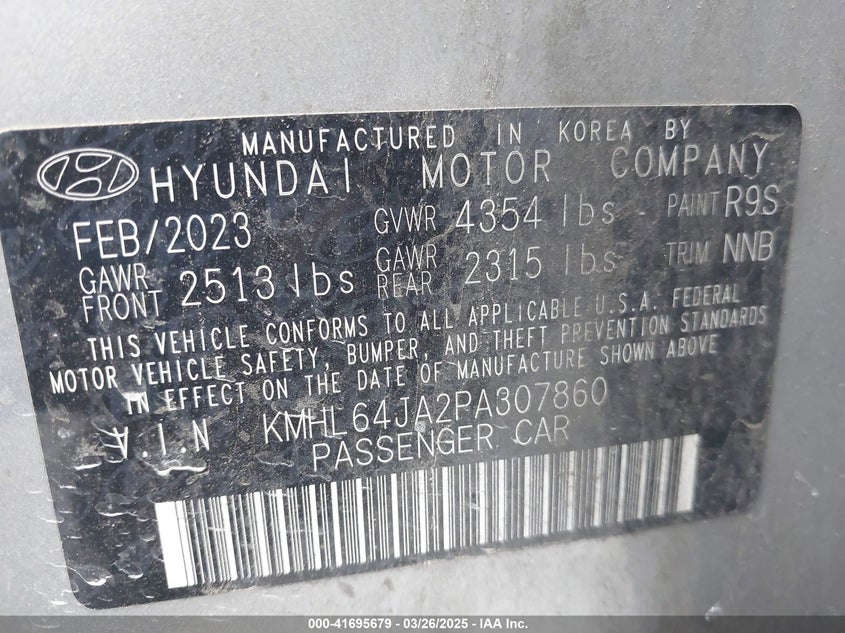 MANUFACTURED IN KOREA BY
HYUNDAI MOTOR COMPANY
FEB/2023 GVWR 4354 lbs PAINT R9S
GAWR FRONT 2513 lbs GAWR REAR 2315 lbs TRIM NNB
THIS VEHICLE CONFORMS TO ALL APPLICABLE U.S.A. FEDERAL
MOTOR VEHICLE SAFETY, BUMPER, AND THEFT PREVENTION STANDARDS
IN EFFECT ON THE DATE OF MANUFACTURE SHOWN ABOVE
V.I.N KMHL64JA2PA307860
PASSENGER CAR
000-41695679 - 03/26/2025 - IAA Inc.